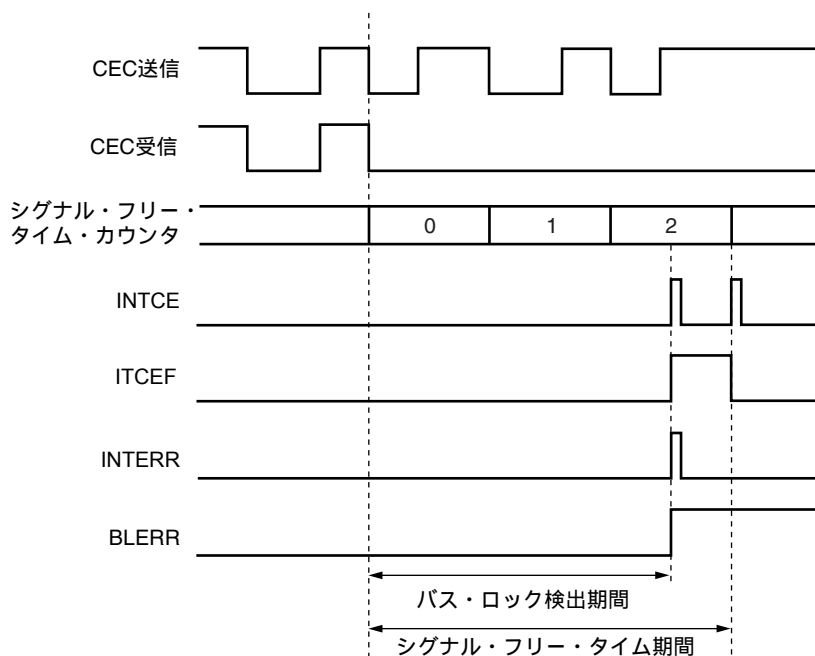 CEC送信
CEC受信
シグナル・フリー・
タイム・カウンタ
0 1 2
INTCE
ITCEF
INTERR
BLERR
バス・ロック検出期間
シグナル・フリー・タイム期間